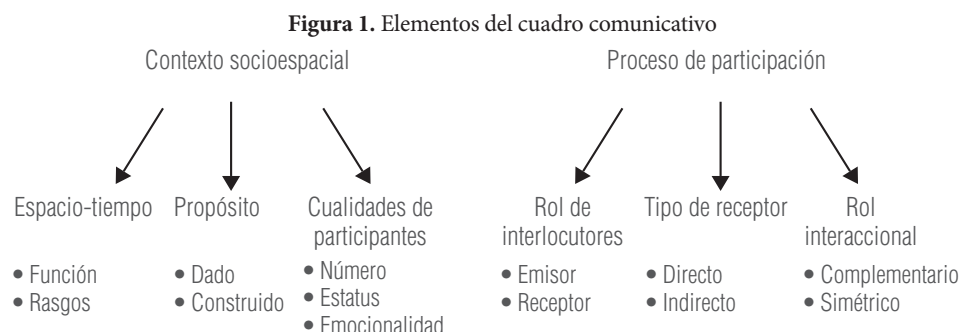 Figura 1. Elementos del cuadro comunicativo
Contexto socioespacial
Proceso de participación
Espacio-tiempo
• Función
• Rasgos
Propósito
• Dado
• Construido
Cualidades de
participantes
• Número
• Estatus
• Emocionalidad
Rol de
interlocutores
• Emisor
• Receptor
Tipo de receptor
• Directo
• Indirecto
Rol
interaccional
• Complementario
• Simétrico